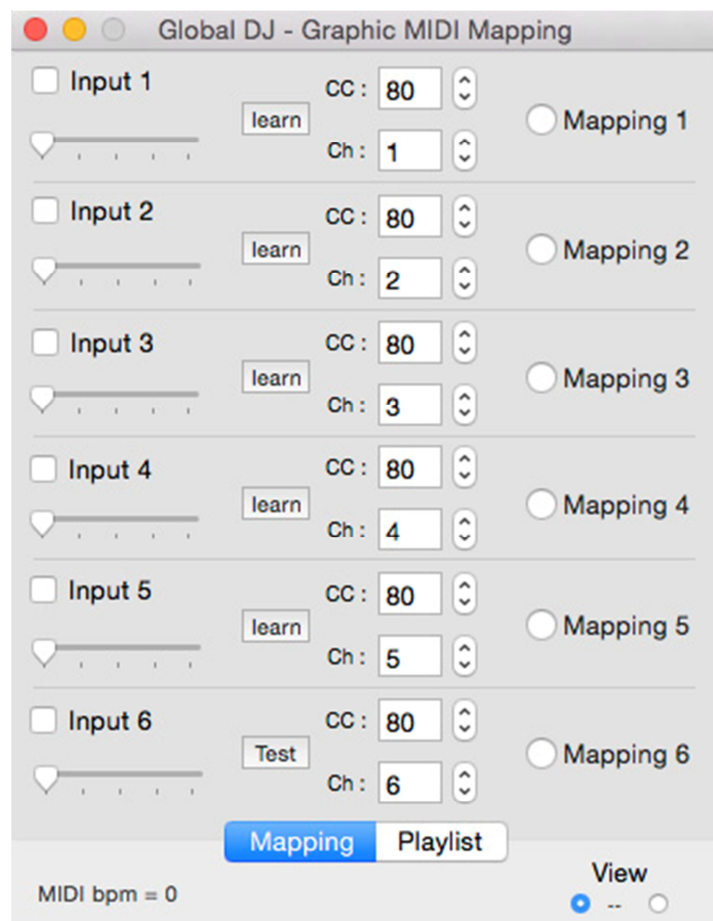 Global DJ - Graphic MIDI Mapping
Input 1
CC : 80
learn
Mapping 1
Ch : 1
Input 2
CC : 80
learn
Mapping 2
Ch : 2
Input 3
CC : 80
learn
Mapping 3
Ch : 3
Input 4
CC : 80
learn
Mapping 4
Ch : 4
Input 5
CC : 80
learn
Mapping 5
Ch : 5
Input 6
CC : 80
Test
Mapping 6
Ch : 6
Mapping Playlist
View
MIDI bpm = 0
--